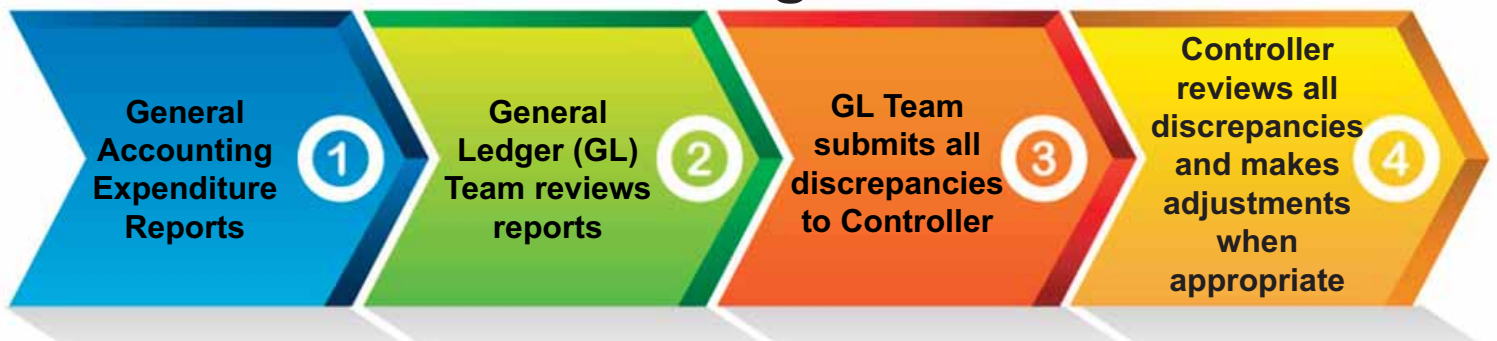 General
Accounting
Expenditure
Reports
1
General
Ledger (GL)
Team reviews
reports
2
GL Team
submits all
discrepancies
to Controller
3
Controller
reviews all
discrepancies
and makes
adjustments
when
appropriate
4